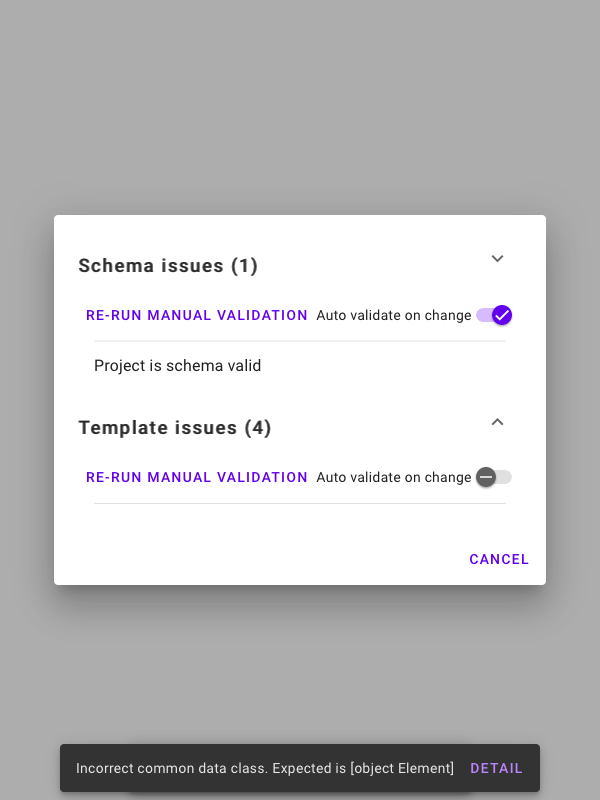 Schema issues (1)
RE-RUN MANUAL VALIDATION Auto validate on change
Project is schema valid
Template issues (4)
RE-RUN MANUAL VALIDATION Auto validate on change
CANCEL
Incorrect common data class. Expected is [object Element] DETAIL